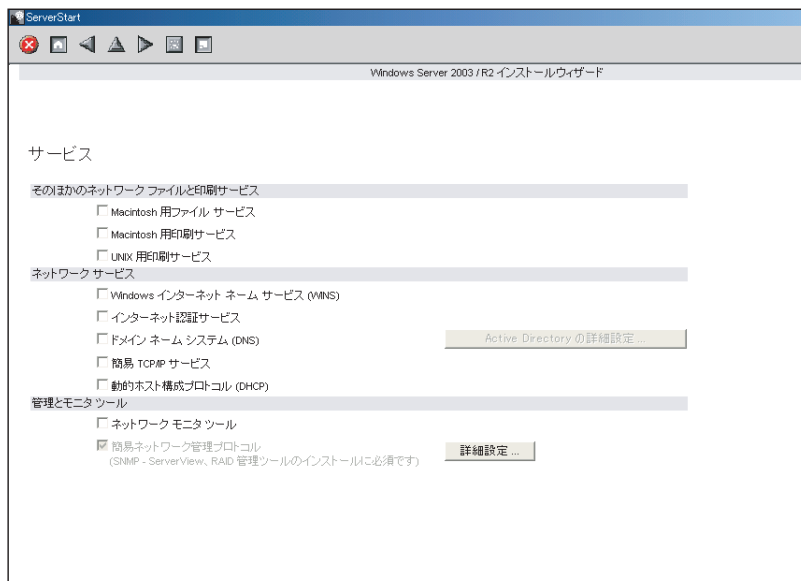 ServerStart
Windows Server 2003 / R2 インストールウィザード
サービス
そのほかのネットワーク ファイルと印刷サービス
Macintosh 用ファイル サービス
Macintosh 用印刷サービス
UNIX 用印刷サービス
ネットワーク サービス
Windows インターネット ネーム サービス (WINS)
インターネット認証サービス
ドメイン ネーム システム (DNS)
Active Directory の詳細設定 ...
簡易 TCP/IP サービス
動的ホスト構成プロトコル (DHCP)
管理とモニタ ツール
ネットワーク モニタ ツール
簡易ネットワーク管理プロトコル
(SNMP - ServerView、RAID 管理ツールのインストールに必須です)
詳細設定 ...